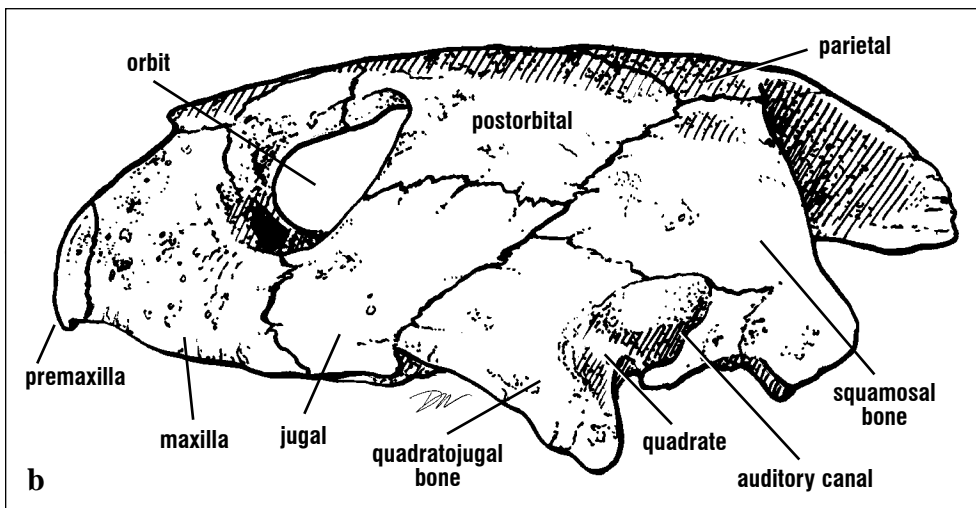 orbit
parietal
postorbital
premaxilla
maxilla
jugal
quadratojugal
bone
quadrate
squamosal
bone
auditory canal
b